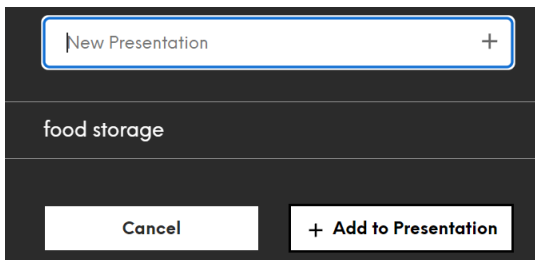 New Presentation +
food storage
Cancel
+ Add to Presentation